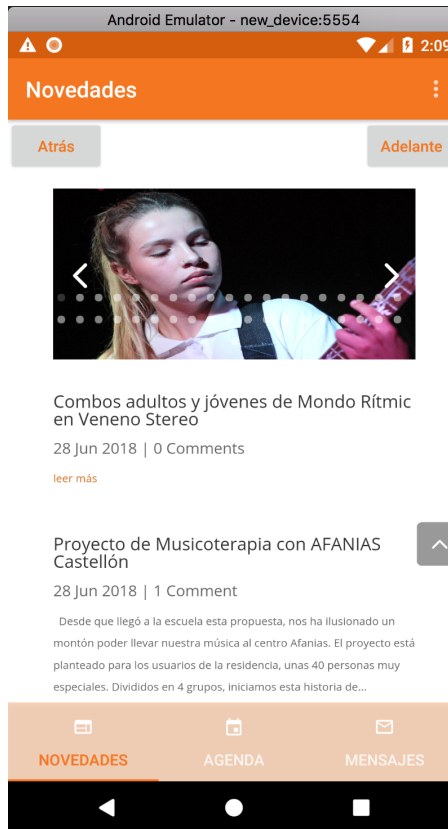 Android Emulator - new_device:5554
2:09
Novedades
Atrás
Adelante
Combos adultos y jóvenes de Mondo Rítmic
en Veneno Stereo
28 Jun 2018 | 0 Comments
leer más
Proyecto de Musicoterapia con AFANIAS
Castellón
28 Jun 2018 | 1 Comment
Desde que llegó a la escuela esta propuesta, nos ha ilusionado un
montón poder llevar nuestra música al centro Afanias. El proyecto está
planteado para los usuarios de la residencia, unas 40 personas muy
especiales. Divididos en 4 grupos, iniciamos esta historia de...
NOVEDADES
AGENDA
MENSAJES